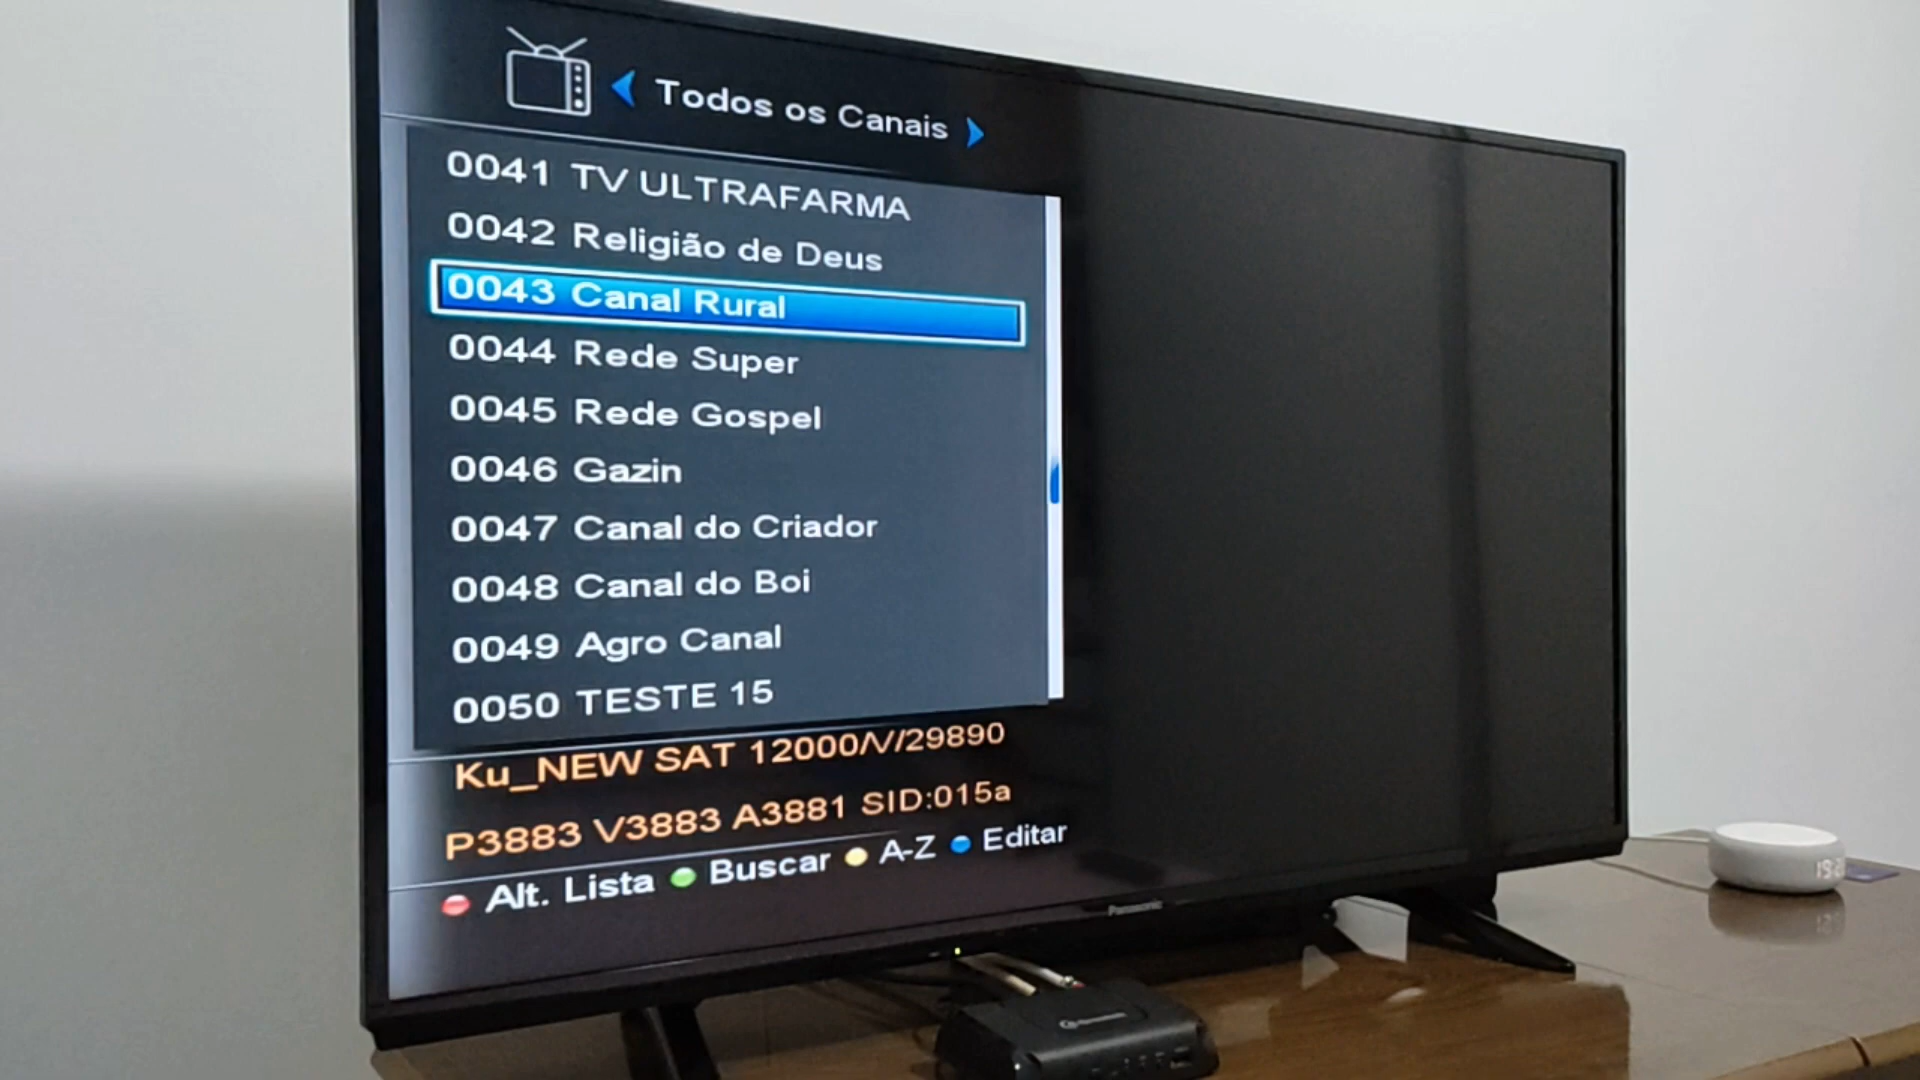 Todos os Canais
0041 TV ULTRAFARMA
0042 Religião de Deus
0043 Canal Rural
0044 Rede Super
0045 Rede Gospel
0046 Gazin
0047 Canal do Criador
0048 Canal do Boi
0049 Agro Canal
0050 TESTE 15
Ku_NEW SAT 12000/V/29890
P3883 V3883 A3881 SID:015a
Alt. Lista Buscar A-Z Editar
Panasonic